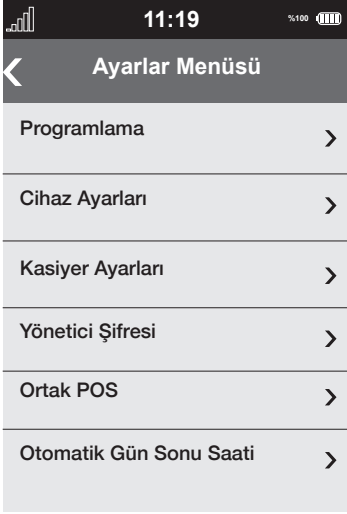 11:19 %100
Ayarlar Menüsü
Programlama
Cihaz Ayarları
Kasiyer Ayarları
Yönetici Şifresi
Ortak POS
Otomatik Gün Sonu Saati